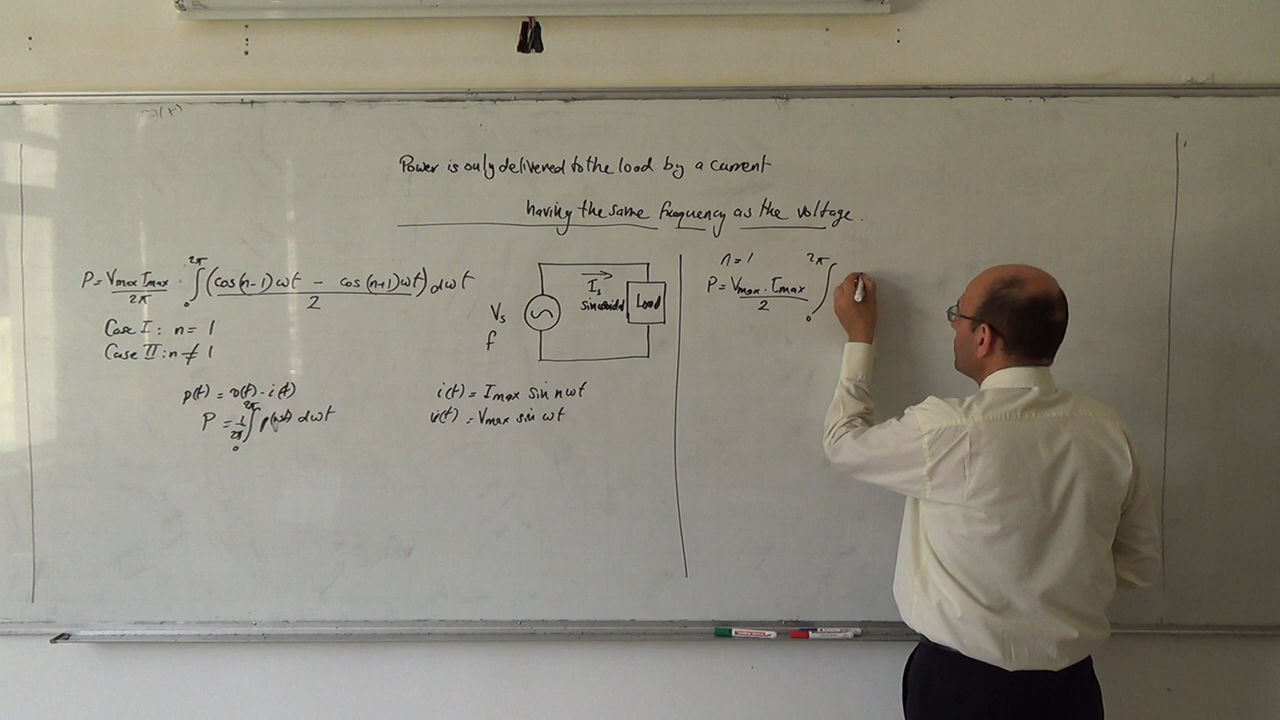 Power is only delivered to the load by a current
having the same frequency as the voltage.
P = Vmax Imax / 2π · ∫₀^2π (cos(n-1)ωt − cos(n+1)ωt) / 2 dωt
Case I : n = 1
Case II : n ≠ 1
p(t) = v(t) · i(t)
P = 1/2π ∫₀^2π p(ωt) dωt
Vs
f
Is
sinusoidal
Load
i(t) = Imax sin nωt
v(t) = Vmax sin ωt
n = 1
P = Vmax · Imax / 2 ∫₀^2π